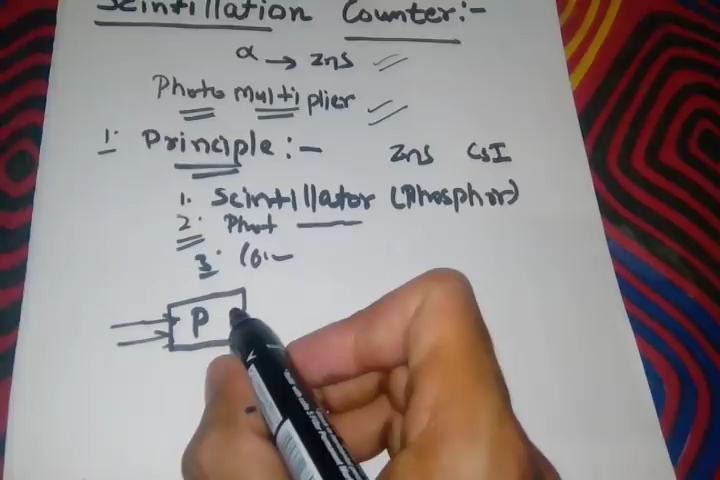 Scintillation Counter:-
α → ZnS
Photo multiplier
1. Principle:- ZnS CsI
1. Scintillator (Phosphor)
2. Phot
3.
P